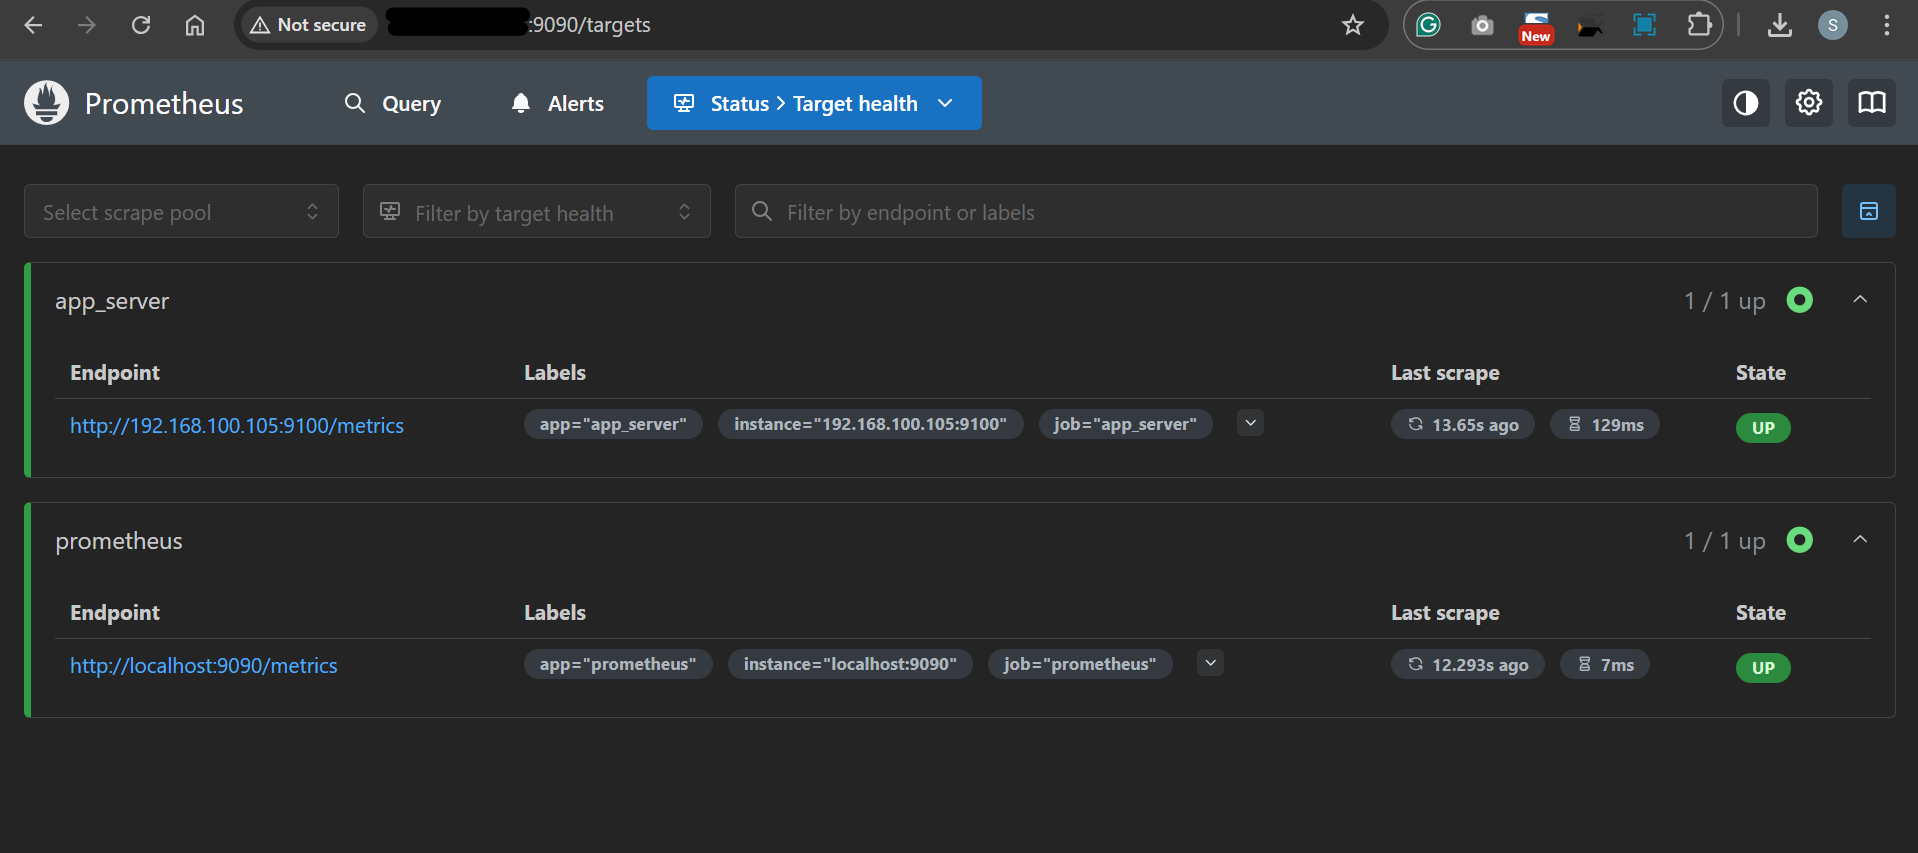 Not secure :9090/targets New S
Prometheus Query Alerts Status > Target health
Select scrape pool Filter by target health Filter by endpoint or labels
app_server 1 / 1 up
Endpoint Labels Last scrape State
http://192.168.100.105:9100/metrics app="app_server" instance="192.168.100.105:9100" job="app_server" 13.65s ago 129ms UP
prometheus 1 / 1 up
Endpoint Labels Last scrape State
http://localhost:9090/metrics app="prometheus" instance="localhost:9090" job="prometheus" 12.293s ago 7ms UP